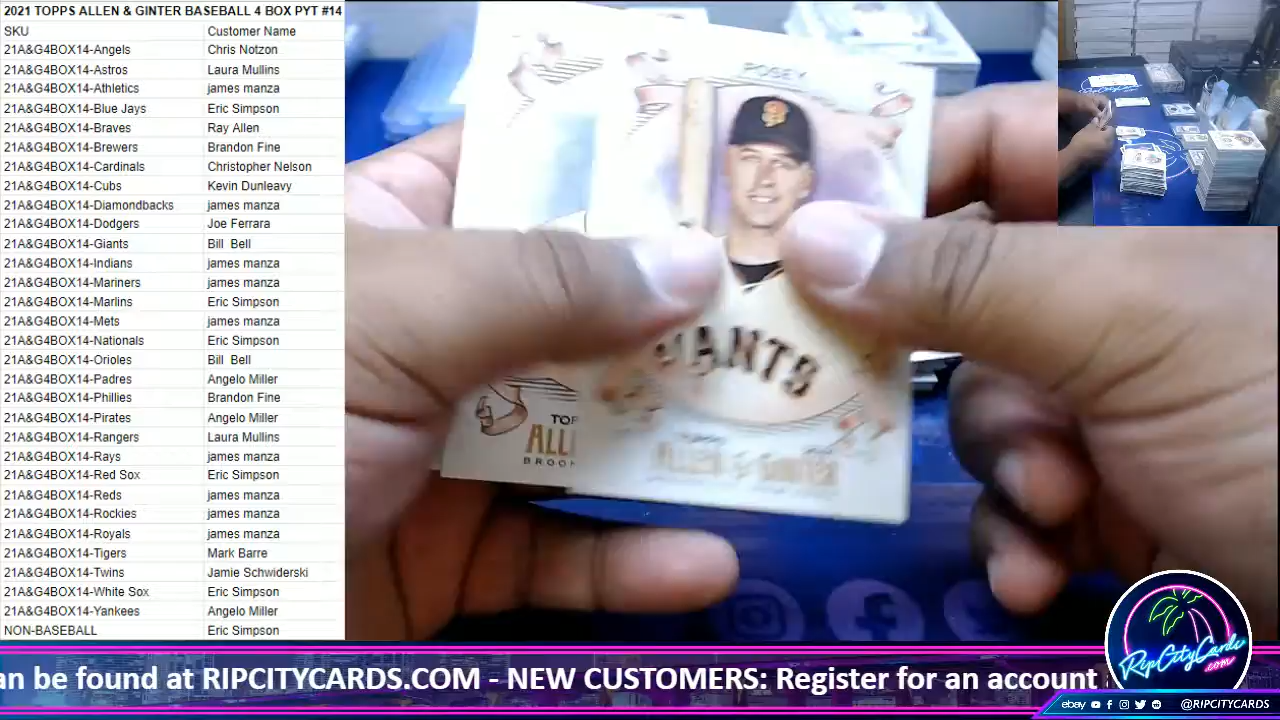 2021 TOPPS ALLEN & GINTER BASEBALL 4 BOX PYT #14
SKU Customer Name
21A&G4BOX14-Angels Chris Notzon
21A&G4BOX14-Astros Laura Mullins
21A&G4BOX14-Athletics james manza
21A&G4BOX14-Blue Jays Eric Simpson
21A&G4BOX14-Braves Ray Allen
21A&G4BOX14-Brewers Brandon Fine
21A&G4BOX14-Cardinals Christopher Nelson
21A&G4BOX14-Cubs Kevin Dunleavy
21A&G4BOX14-Diamondbacks james manza
21A&G4BOX14-Dodgers Joe Ferrara
21A&G4BOX14-Giants Bill Bell
21A&G4BOX14-Indians james manza
21A&G4BOX14-Mariners james manza
21A&G4BOX14-Marlins Eric Simpson
21A&G4BOX14-Mets james manza
21A&G4BOX14-Nationals Eric Simpson
21A&G4BOX14-Orioles Bill Bell
21A&G4BOX14-Padres Angelo Miller
21A&G4BOX14-Phillies Brandon Fine
21A&G4BOX14-Pirates Angelo Miller
21A&G4BOX14-Rangers Laura Mullins
21A&G4BOX14-Rays james manza
21A&G4BOX14-Red Sox Eric Simpson
21A&G4BOX14-Reds james manza
21A&G4BOX14-Rockies james manza
21A&G4BOX14-Royals james manza
21A&G4BOX14-Tigers Mark Barre
21A&G4BOX14-Twins Jamie Schwiderski
21A&G4BOX14-White Sox Eric Simpson
21A&G4BOX14-Yankees Angelo Miller
NON-BASEBALL Eric Simpson
POSEY
GIANTS
TOP
ALL
BROOK
ALLEN & GINTER
RipCityCards
.com
an be found at RIPCITYCARDS.COM - NEW CUSTOMERS: Register for an account
ebay @RIPCITYCARDS